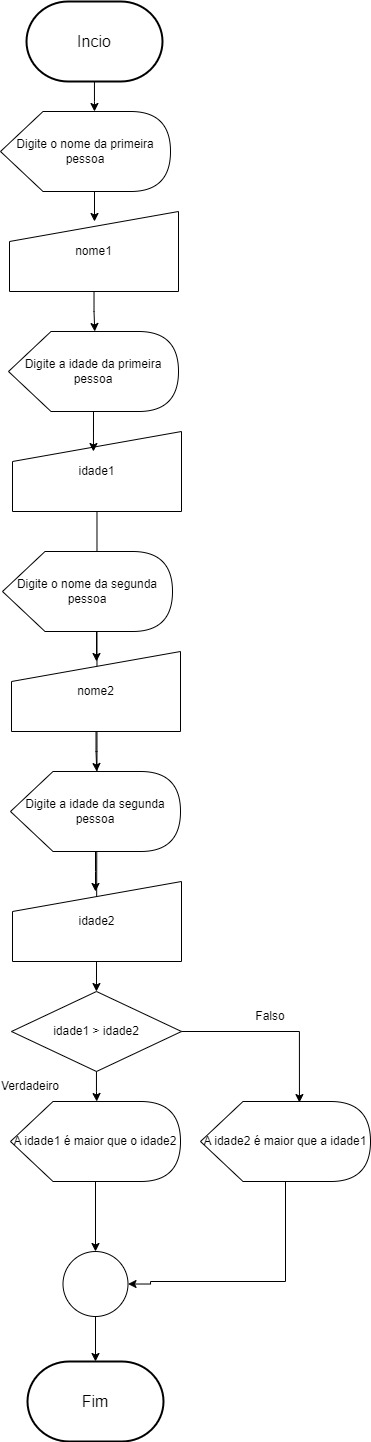 Incio
Digite o nome da primeira
pessoa
nome1
Digite a idade da primeira
pessoa
idade1
Digite o nome da segunda
pessoa
nome2
Digite a idade da segunda
pessoa
idade2
idade1 > idade2
Falso
Verdadeiro
A idade1 é maior que o idade2
A idade2 é maior que a idade1
Fim